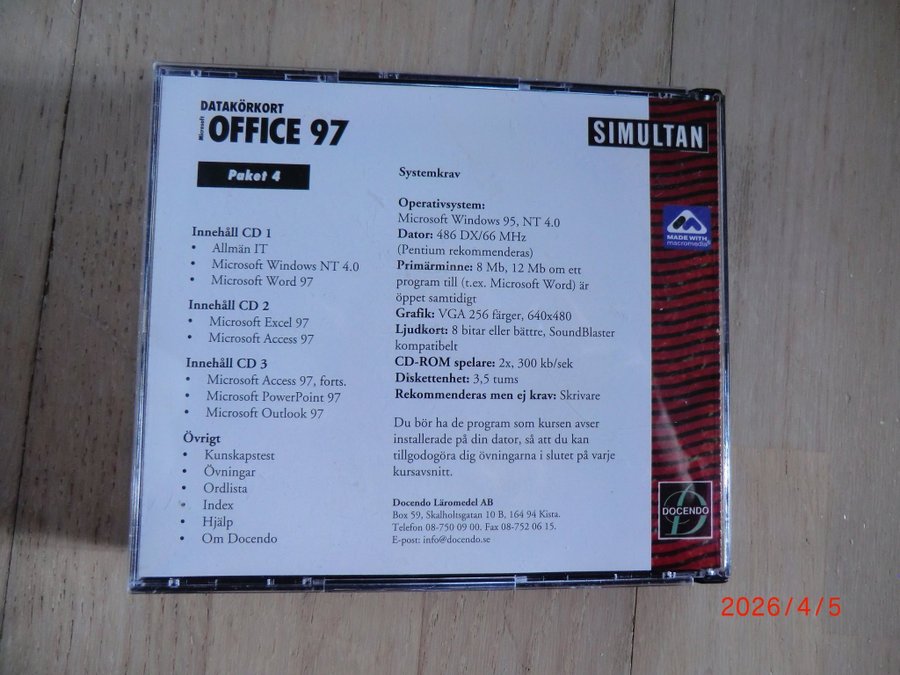 DATAKÖRKORT
Microsoft
OFFICE 97
Paket 4
SIMULTAN
Innehåll CD 1
• Allmän IT
• Microsoft Windows NT 4.0
• Microsoft Word 97
Innehåll CD 2
• Microsoft Excel 97
• Microsoft Access 97
Innehåll CD 3
• Microsoft Access 97, forts.
• Microsoft PowerPoint 97
• Microsoft Outlook 97
Övrigt
• Kunskapstest
• Övningar
• Ordlista
• Index
• Hjälp
• Om Docendo
Systemkrav
Operativsystem:
Microsoft Windows 95, NT 4.0
Dator: 486 DX/66 MHz
(Pentium rekommenderas)
Primärminne: 8 Mb, 12 Mb om ett
program till (t.ex. Microsoft Word) är
öppet samtidigt
Grafik: VGA 256 färger, 640x480
Ljudkort: 8 bitar eller bättre, SoundBlaster
kompatibelt
CD-ROM spelare: 2x, 300 kb/sek
Diskettenhet: 3,5 tums
Rekommenderas men ej krav: Skrivare
Du bör ha de program som kursen avser
installerade på din dator, så att du kan
tillgodogöra dig övningarna i slutet på varje
kursavsnitt.
Docendo Läromedel AB
Box 59, Skalholtsgatan 10 B, 164 94 Kista.
Telefon 08-750 09 00. Fax 08-752 06 15.
E-post: info@docendo.se
MADE WITH
macromedia®
D
DOCENDO
2026/4/5